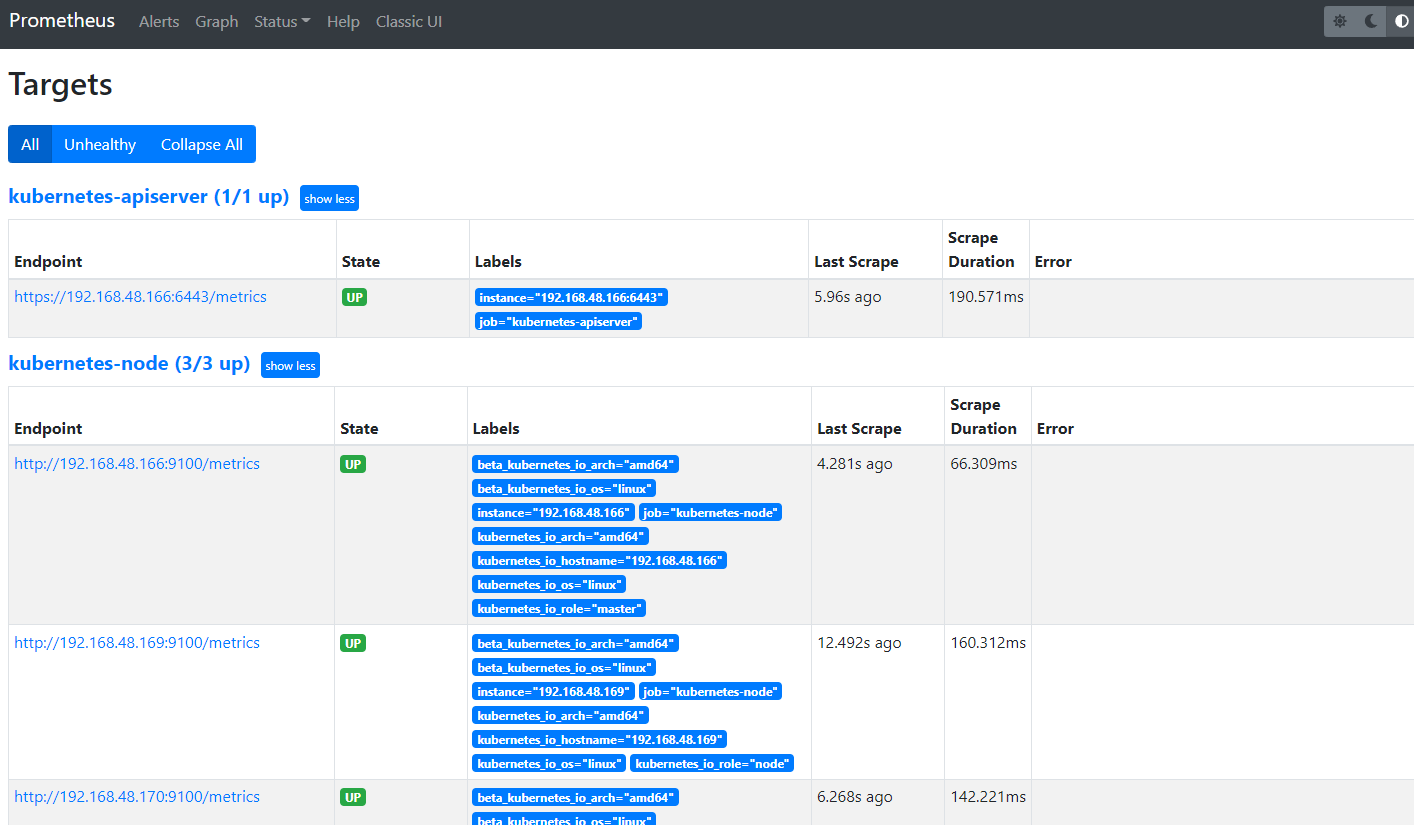 Prometheus Alerts Graph Status Help Classic UI
Targets
All Unhealthy Collapse All
kubernetes-apiserver (1/1 up) show less
Endpoint State Labels Last Scrape Scrape Duration Error
https://192.168.48.166:6443/metrics UP instance="192.168.48.166:6443" 5.96s ago 190.571ms
job="kubernetes-apiserver"
kubernetes-node (3/3 up) show less
Endpoint State Labels Last Scrape Scrape Duration Error
http://192.168.48.166:9100/metrics UP beta_kubernetes_io_arch="amd64" 4.281s ago 66.309ms
beta_kubernetes_io_os="linux"
instance="192.168.48.166" job="kubernetes-node"
kubernetes_io_arch="amd64"
kubernetes_io_hostname="192.168.48.166"
kubernetes_io_os="linux"
kubernetes_io_role="master"
http://192.168.48.169:9100/metrics UP beta_kubernetes_io_arch="amd64" 12.492s ago 160.312ms
beta_kubernetes_io_os="linux"
instance="192.168.48.169" job="kubernetes-node"
kubernetes_io_arch="amd64"
kubernetes_io_hostname="192.168.48.169"
kubernetes_io_os="linux" kubernetes_io_role="node"
http://192.168.48.170:9100/metrics UP beta_kubernetes_io_arch="amd64" 6.268s ago 142.221ms
beta_kubernetes_io_os="linux"